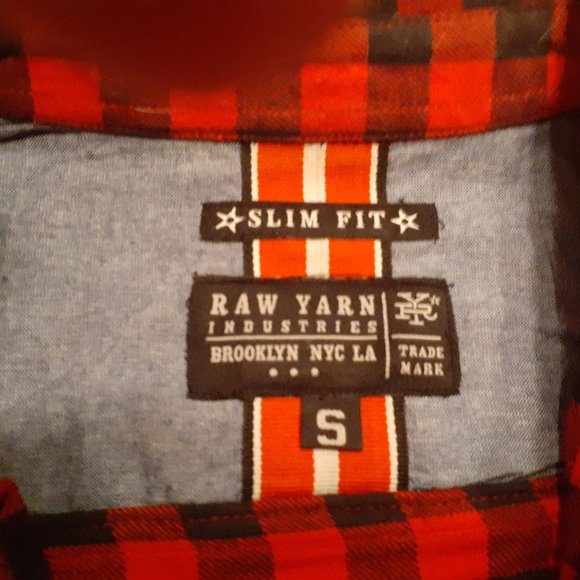 SLIM FIT
RAW YARN
INDUSTRIES
BROOKLYN NYC LA
TRADE
MARK
S